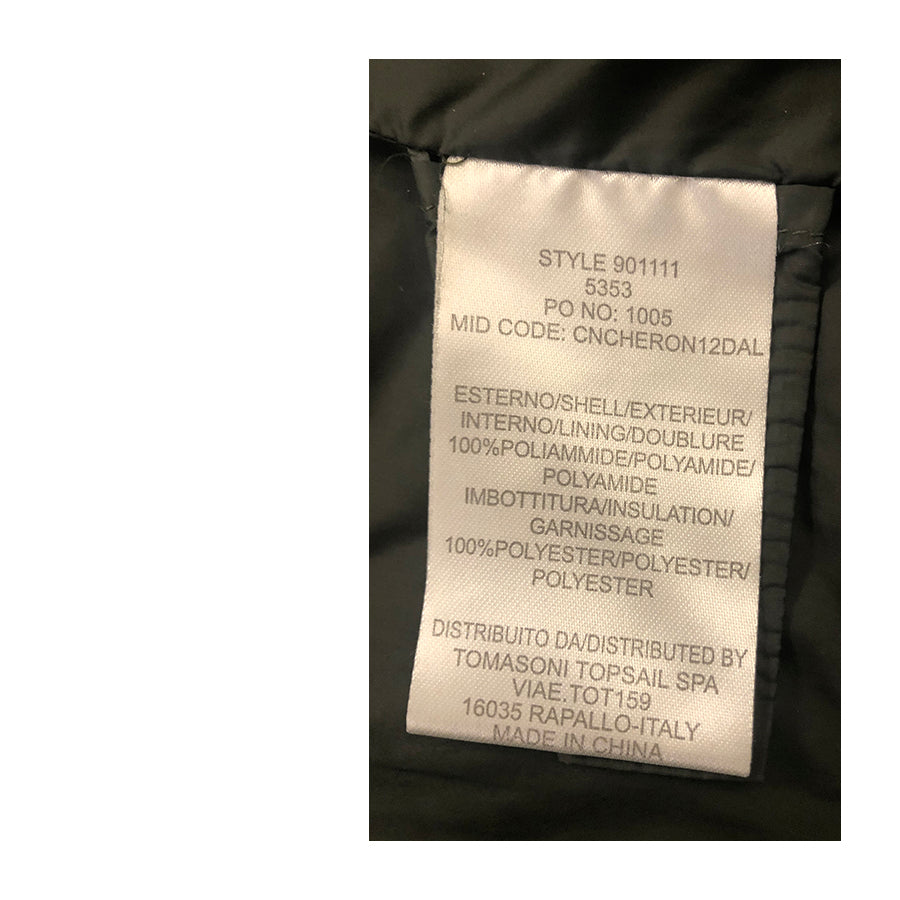 STYLE 901111
5353
PO NO: 1005
MID CODE: CNCHERON12DAL
ESTERNO/SHELL/EXTERIEUR/
INTERNO/LINING/DOUBLURE
100%POLIAMMIDE/POLYAMIDE/
POLYAMIDE
IMBOTTITURA/INSULATION/
GARNISSAGE
100%POLYESTER/POLYESTER/
POLYESTER
DISTRIBUITO DA/DISTRIBUTED BY
TOMASONI TOPSAIL SPA
VIAE.TOT159
16035 RAPALLO-ITALY
MADE IN CHINA